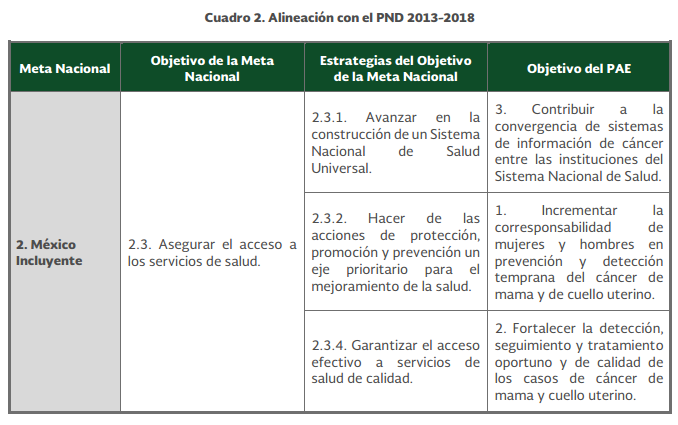 Cuadro 2. Alineación con el PND 2013-2018
Meta Nacional
Objetivo de la Meta
Nacional
Estrategias del Objetivo
de la Meta Nacional
Objetivo del PAE
2. México
Incluyente
2.3. Asegurar el acceso a
los servicios de salud.
2.3.1. Avanzar en la
construcción de un Sistema
Nacional de Salud
Universal.
3. Contribuir a la
convergencia de sistemas
de información de cáncer
entre las instituciones del
Sistema Nacional de Salud.
2.3.2. Hacer de las
acciones de protección,
promoción y prevención un
eje prioritario para el
mejoramiento de la salud.
1. Incrementar la
corresponsabilidad de
mujeres y hombres en
prevención y detección
temprana del cáncer de
mama y de cuello uterino.
2.3.4. Garantizar el acceso
efectivo a servicios de
salud de calidad.
2. Fortalecer la detección,
seguimiento y tratamiento
oportuno y de calidad de
los casos de cáncer de
mama y cuello uterino.